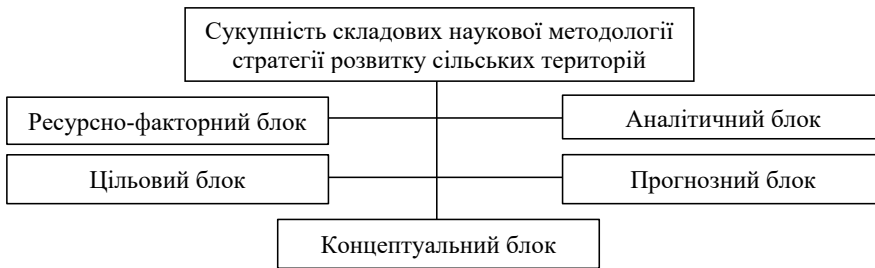 Сукупність складових наукової методології
стратегії розвитку сільських територій
Ресурсно-факторний блок
Аналітичний блок
Цільовий блок
Прогнозний блок
Концептуальний блок